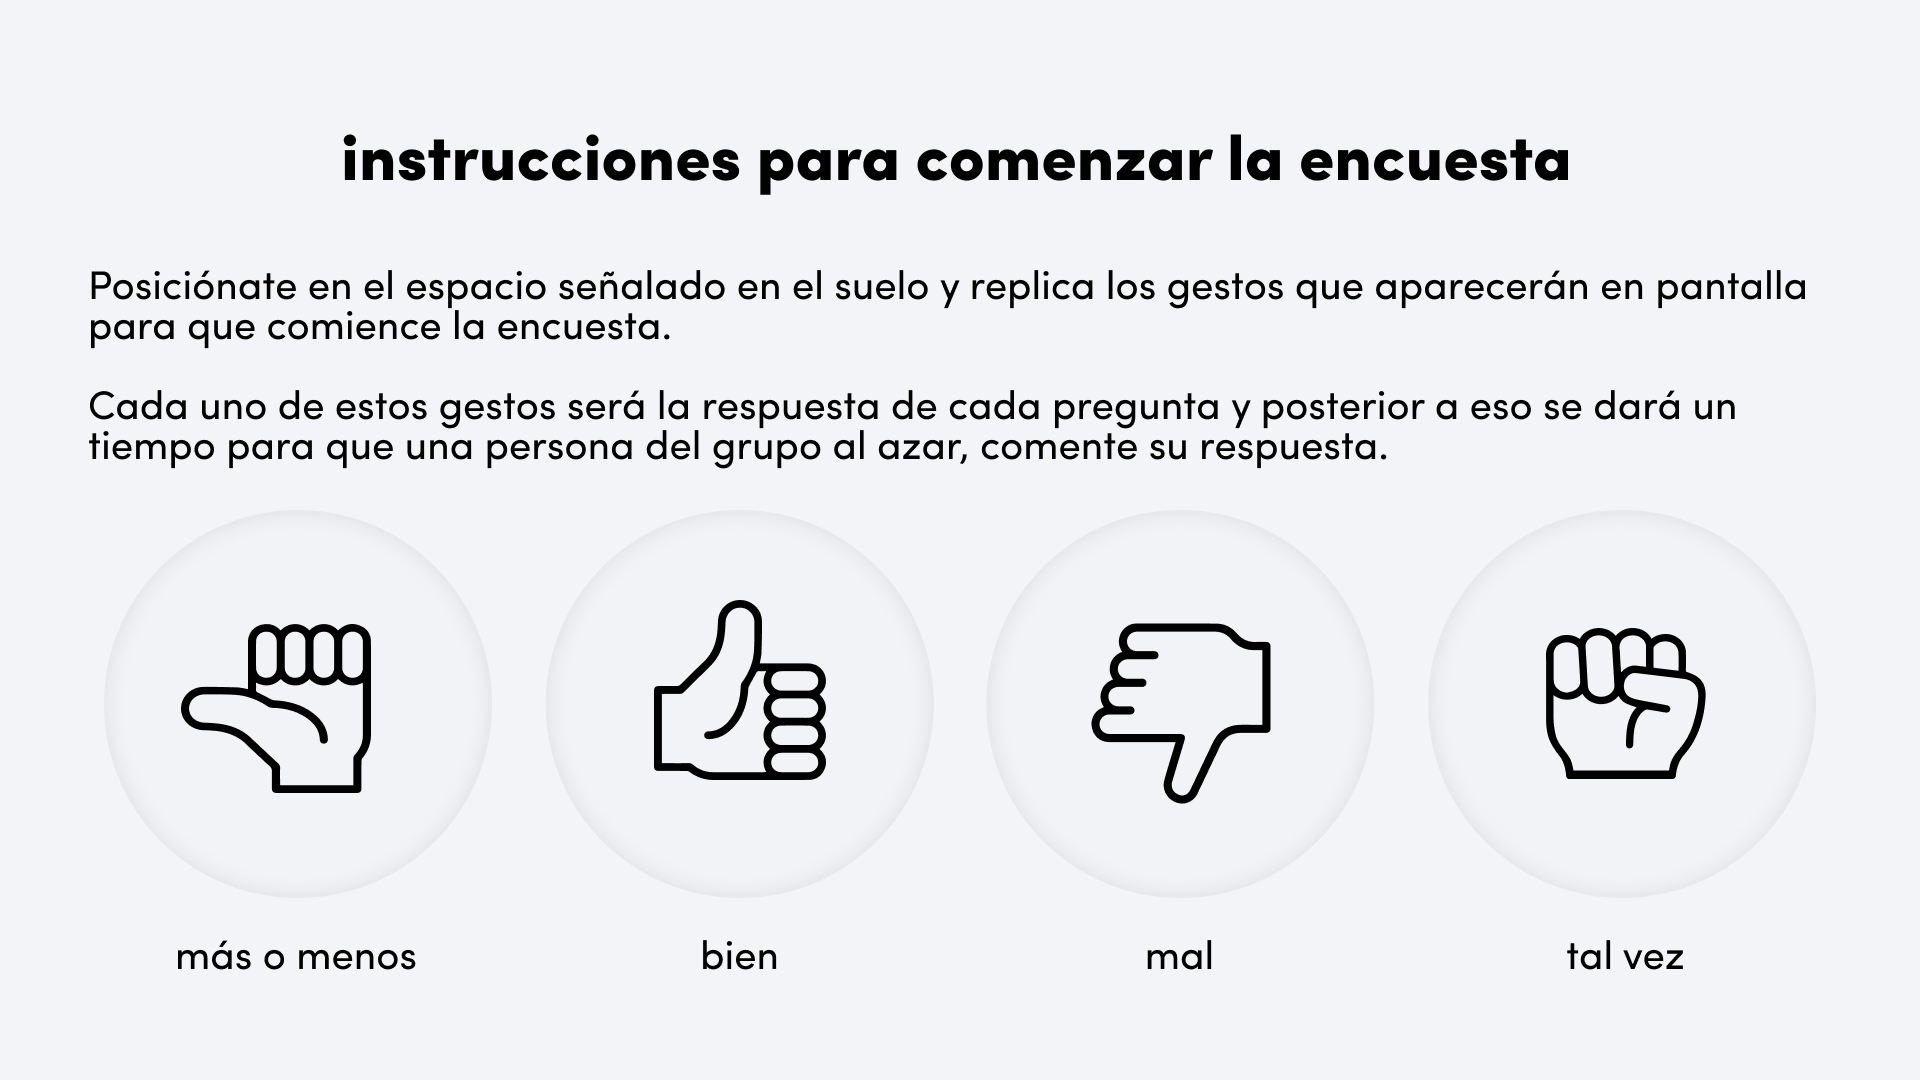 instrucciones para comenzar la encuesta
Posiciónate en el espacio señalado en el suelo y replica los gestos que aparecerán en pantalla
para que comience la encuesta.
Cada uno de estos gestos será la respuesta de cada pregunta y posterior a eso se dará un
tiempo para que una persona del grupo al azar, comente su respuesta.
más o menos
bien
mal
tal vez